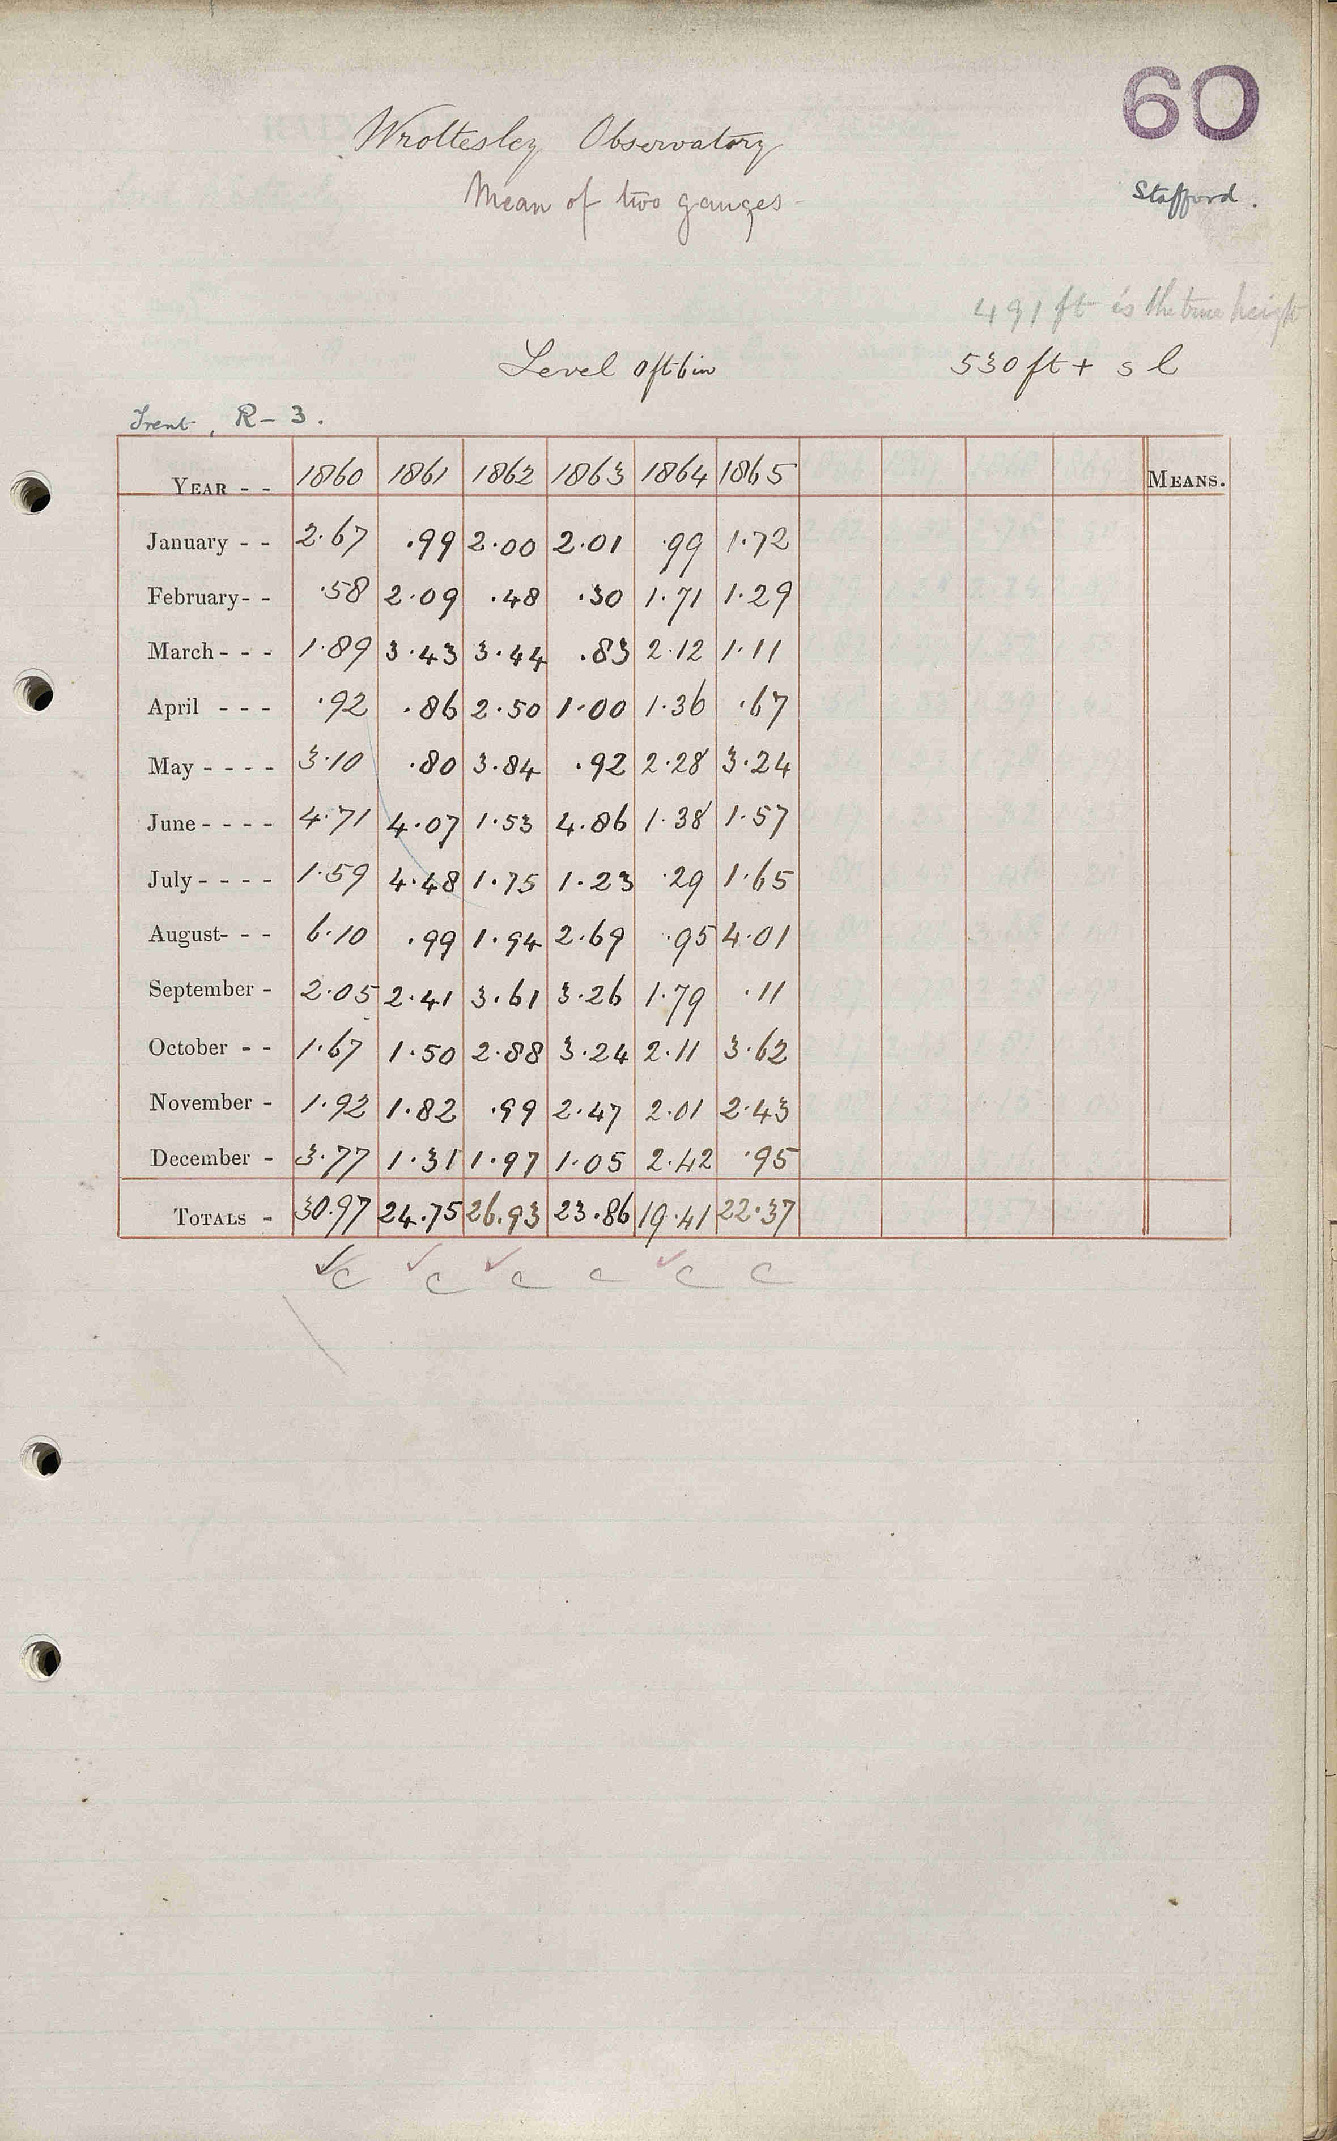 60
Wrottesley Observatory
Mean of two gauges
Stafford.
491 ft is the true height
Level 0ft 6in 530 ft + s l
Trent, R - 3.
YEAR - - 1860 1861 1862 1863 1864 1865 MEANS.
January - - 2.67 .99 2.00 2.01 .99 1.72
February - - .58 2.09 .48 .30 1.71 1.29
March - - - 1.89 3.43 3.44 .83 2.12 1.11
April - - - .92 .86 2.50 1.00 1.36 .67
May - - - - 3.10 .80 3.84 .92 2.28 3.24
June - - - - 4.71 4.07 1.53 4.86 1.38 1.57
July - - - - 1.59 4.48 1.75 1.23 .29 1.65
August - - - 6.10 .99 1.94 2.69 .95 4.01
September - 2.05 2.41 3.61 3.26 1.79 .11
October - - 1.67 1.50 2.88 3.24 2.11 3.62
November - 1.92 1.82 .99 2.47 2.01 2.43
December - 3.77 1.31 1.97 1.05 2.42 .95
TOTALS - 30.97 24.75 26.93 23.86 19.41 22.37
✓c ✓c ✓c c ✓c c